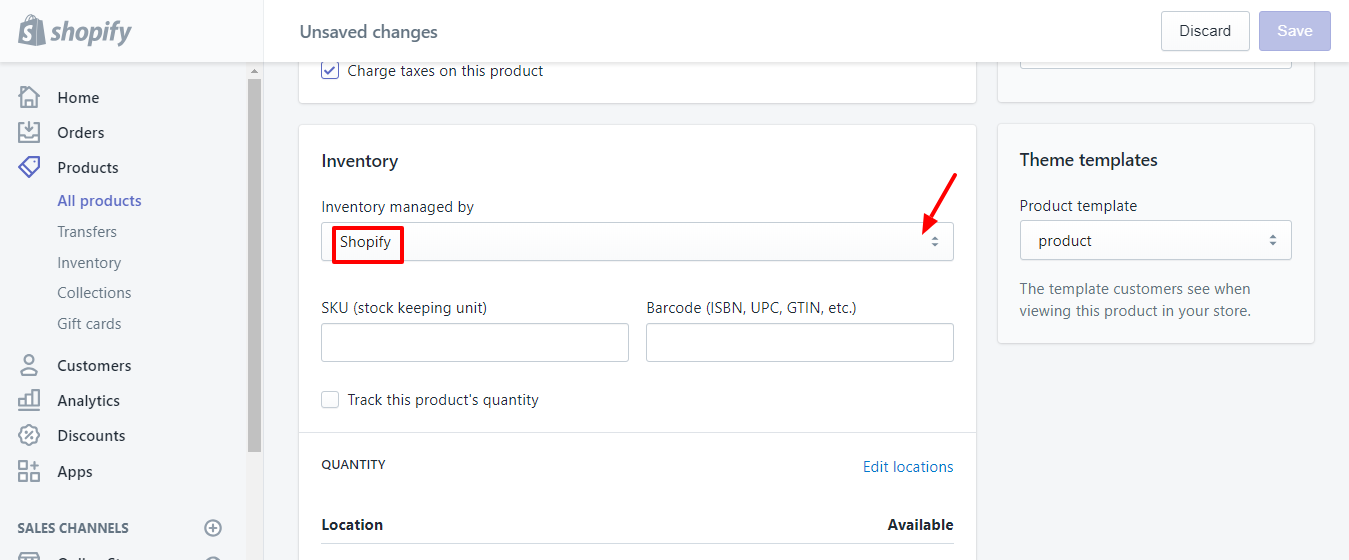 shopify
Unsaved changes
Discard
Save
Home
Orders
Products
All products
Transfers
Inventory
Collections
Gift cards
Customers
Analytics
Discounts
Apps
SALES CHANNELS
Charge taxes on this product
Inventory
Inventory managed by
Shopify
SKU (stock keeping unit)
Barcode (ISBN, UPC, GTIN, etc.)
Track this product's quantity
QUANTITY
Edit locations
Location
Available
Theme templates
Product template
product
The template customers see when
viewing this product in your store.